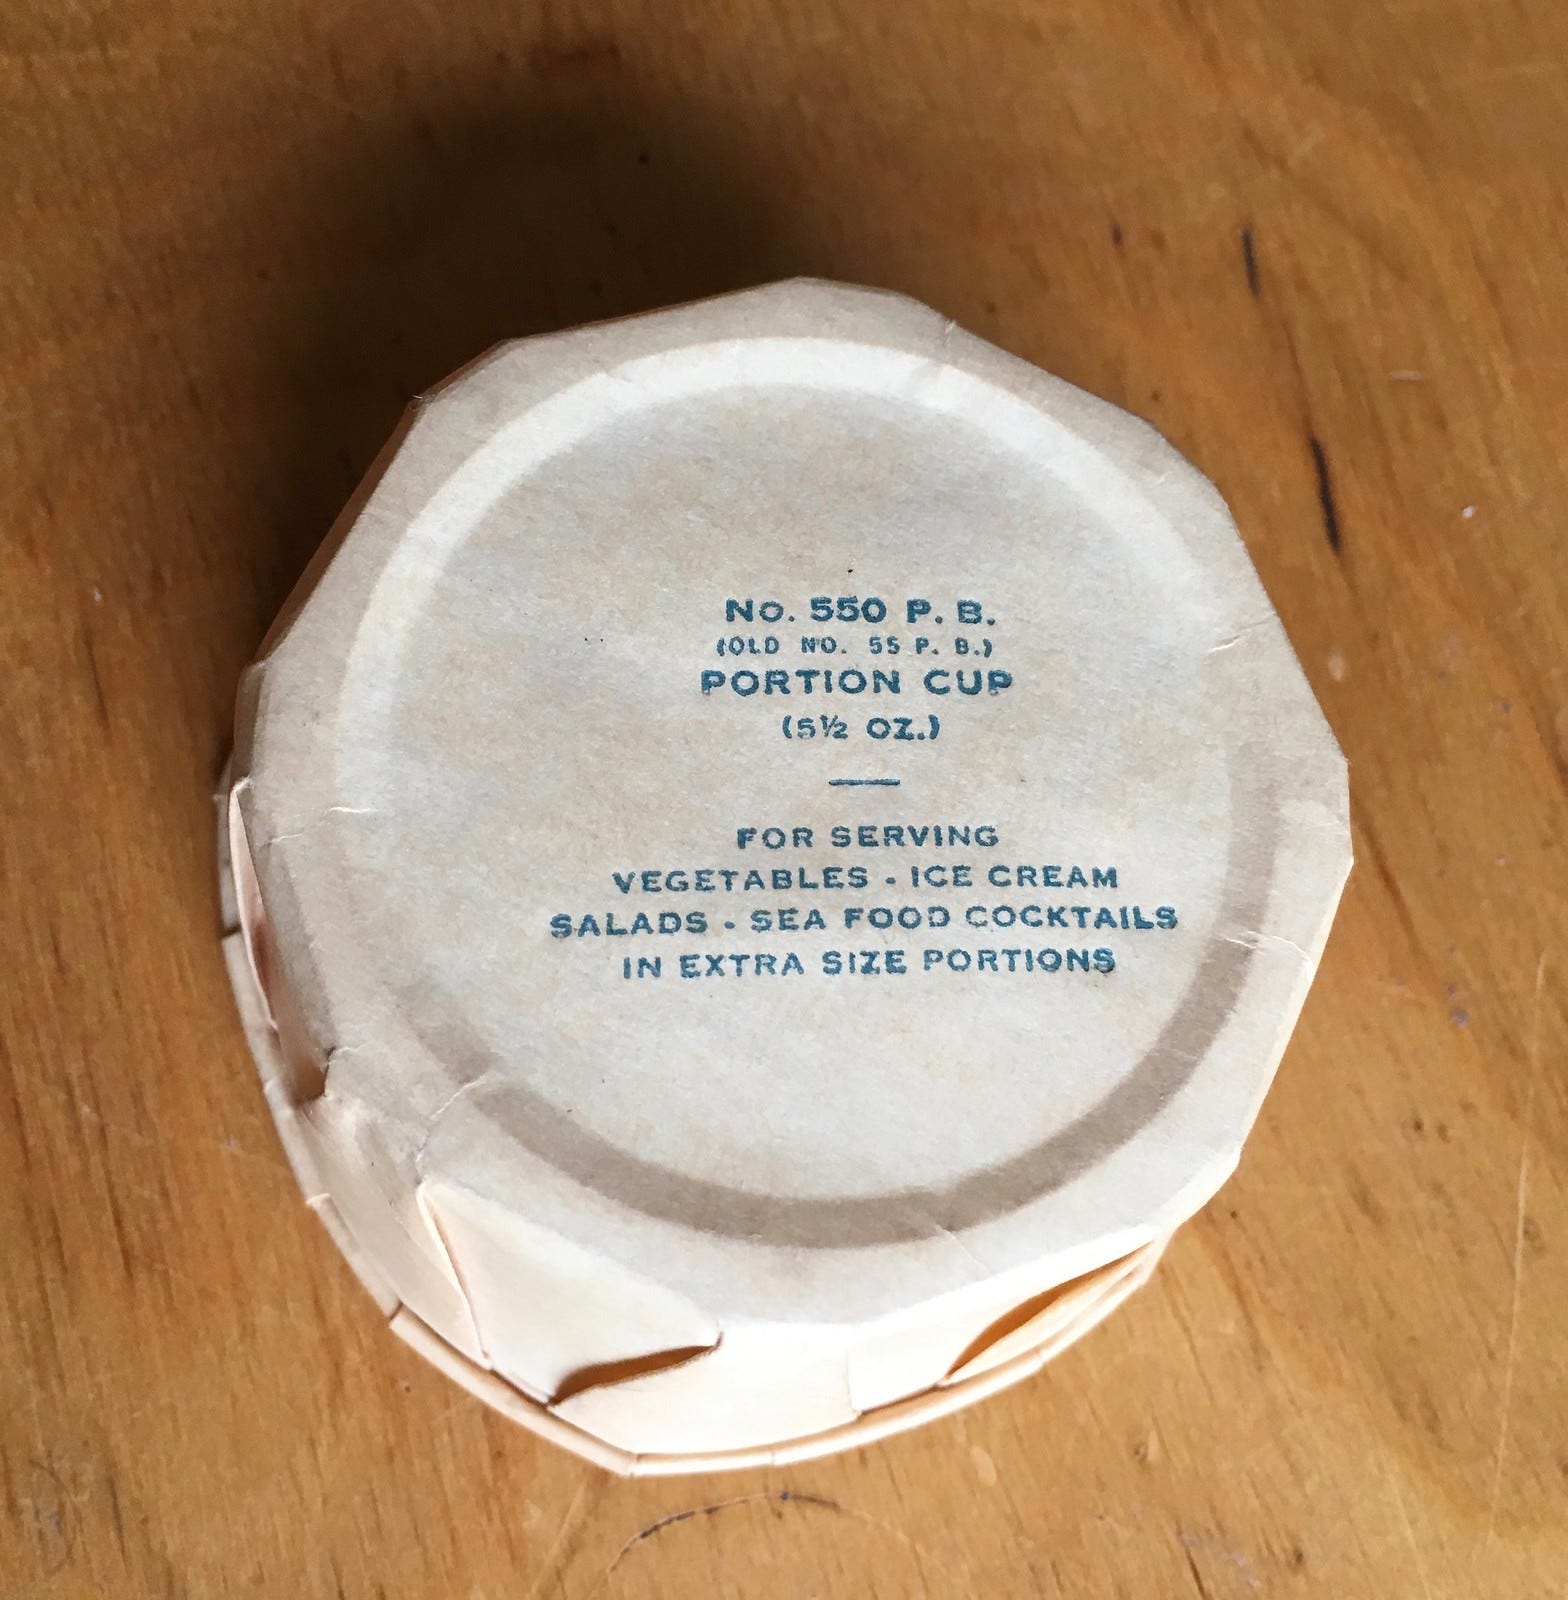 No. 550 P. B.
(OLD NO. 55 P. B.)
PORTION CUP
(5½ OZ.)
FOR SERVING
VEGETABLES - ICE CREAM
SALADS - SEA FOOD COCKTAILS
IN EXTRA SIZE PORTIONS